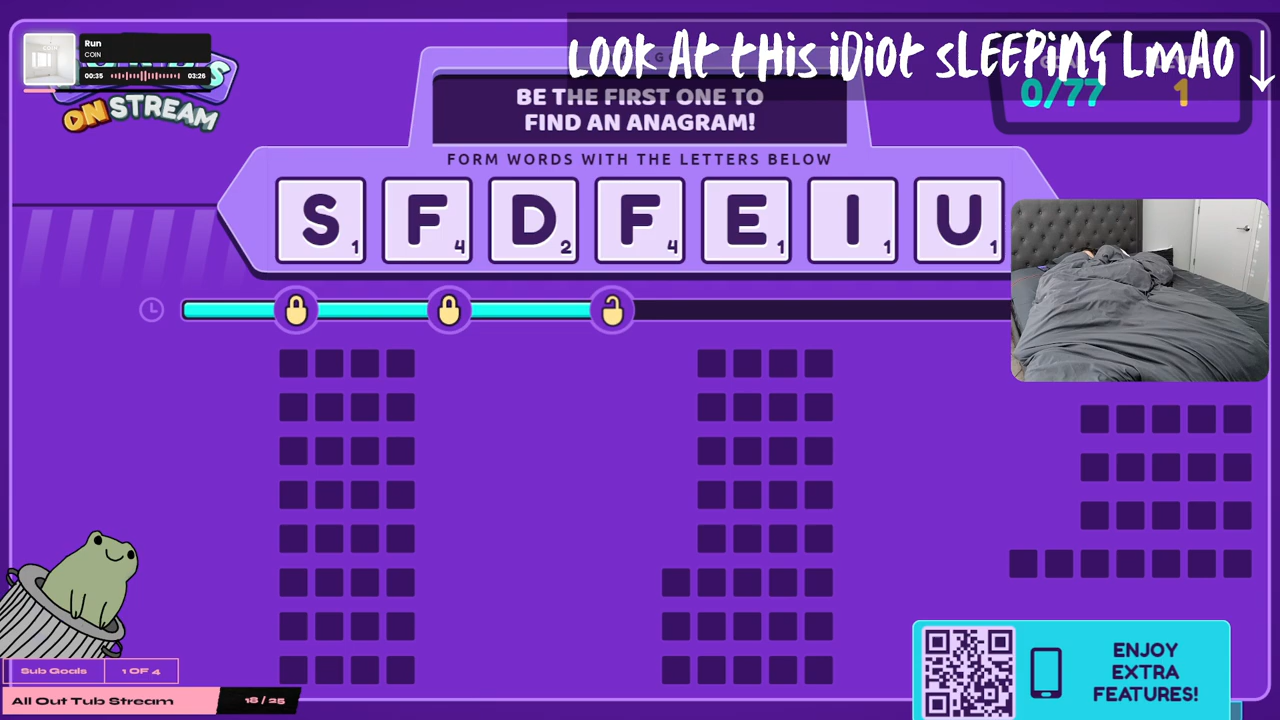 Run
COIN
00:35
03:26
ON STREAM
LOOK At tHis iDiot sLEEPiNG LmAO
0/77
1
BE THE FIRST ONE TO
FIND AN ANAGRAM!
FORM WORDS WITH THE LETTERS BELOW
S 1 F 4 D 2 F 4 E 1 I 1 U 1
Sub Goals 1 OF 4
All Out Tub Stream 18 / 25
ENJOY
EXTRA
FEATURES!